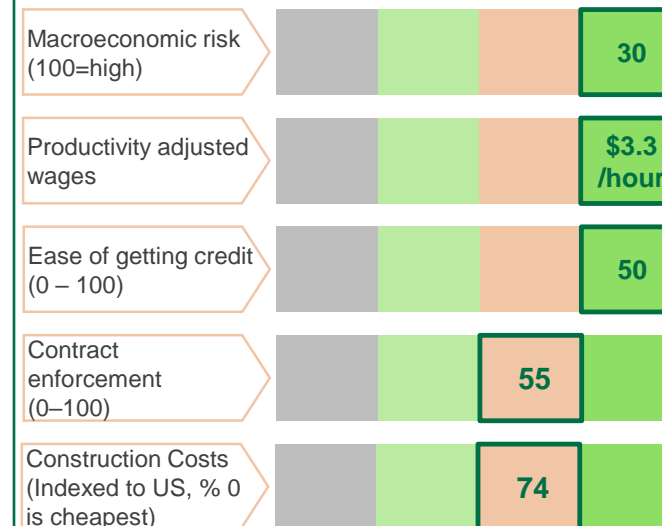 Macroeconomic risk
(100=high)
30
Productivity adjusted
wages
$3.3
/hour
Ease of getting credit
(0 – 100)
50
Contract
enforcement
(0–100)
55
Construction Costs
(Indexed to US, % 0
is cheapest)
74